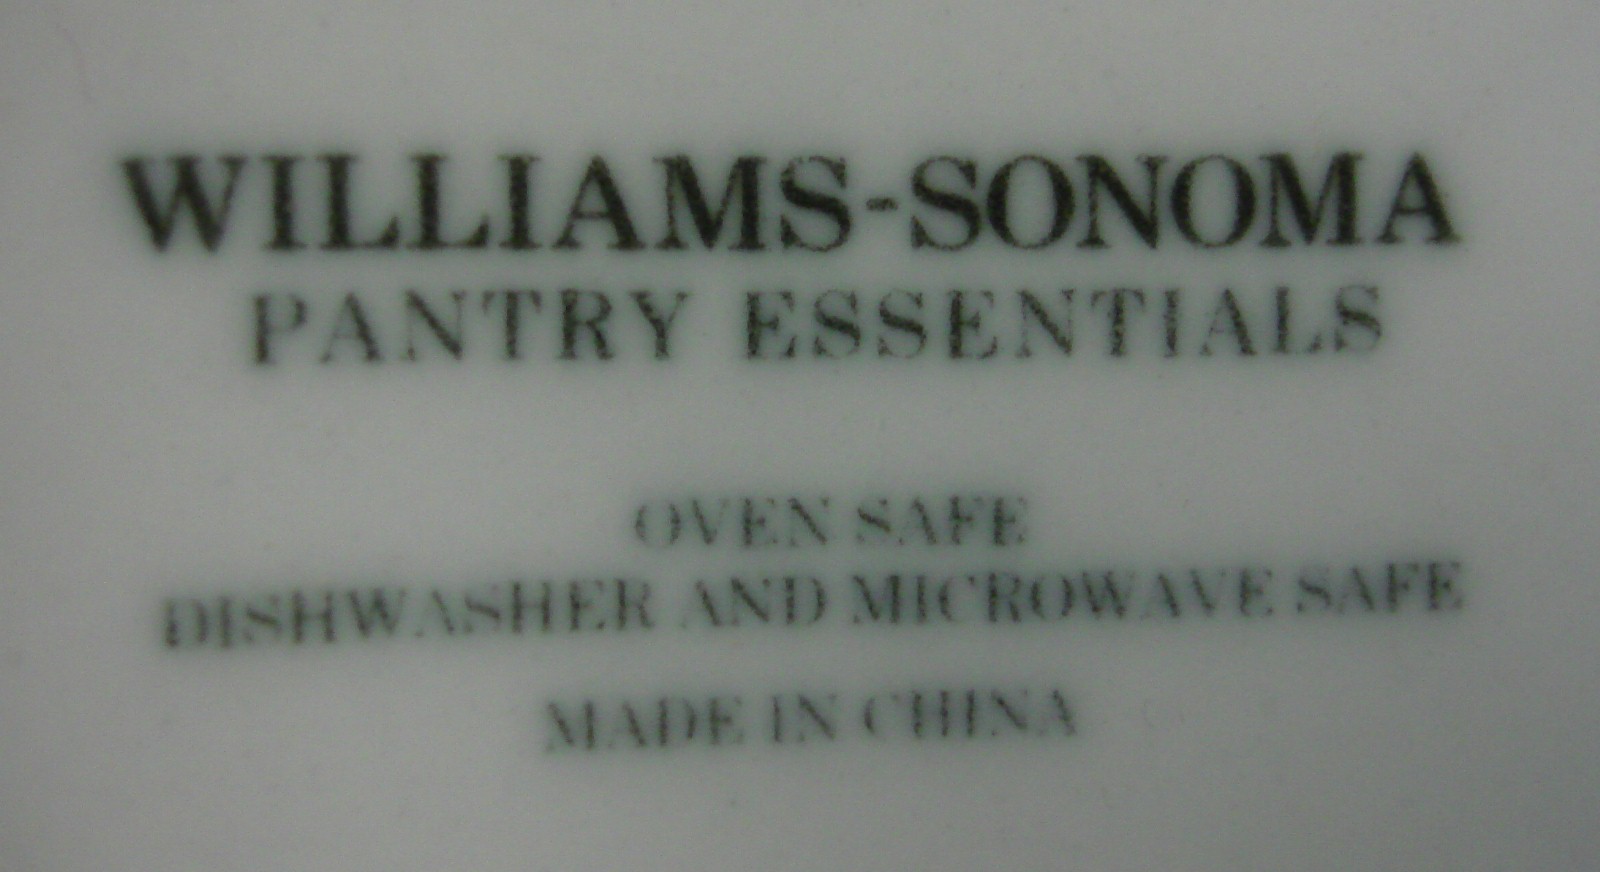 WILLIAMS-SONOMA
PANTRY ESSENTIALS
OVEN SAFE
DISHWASHER AND MICROWAVE SAFE
MADE IN CHINA